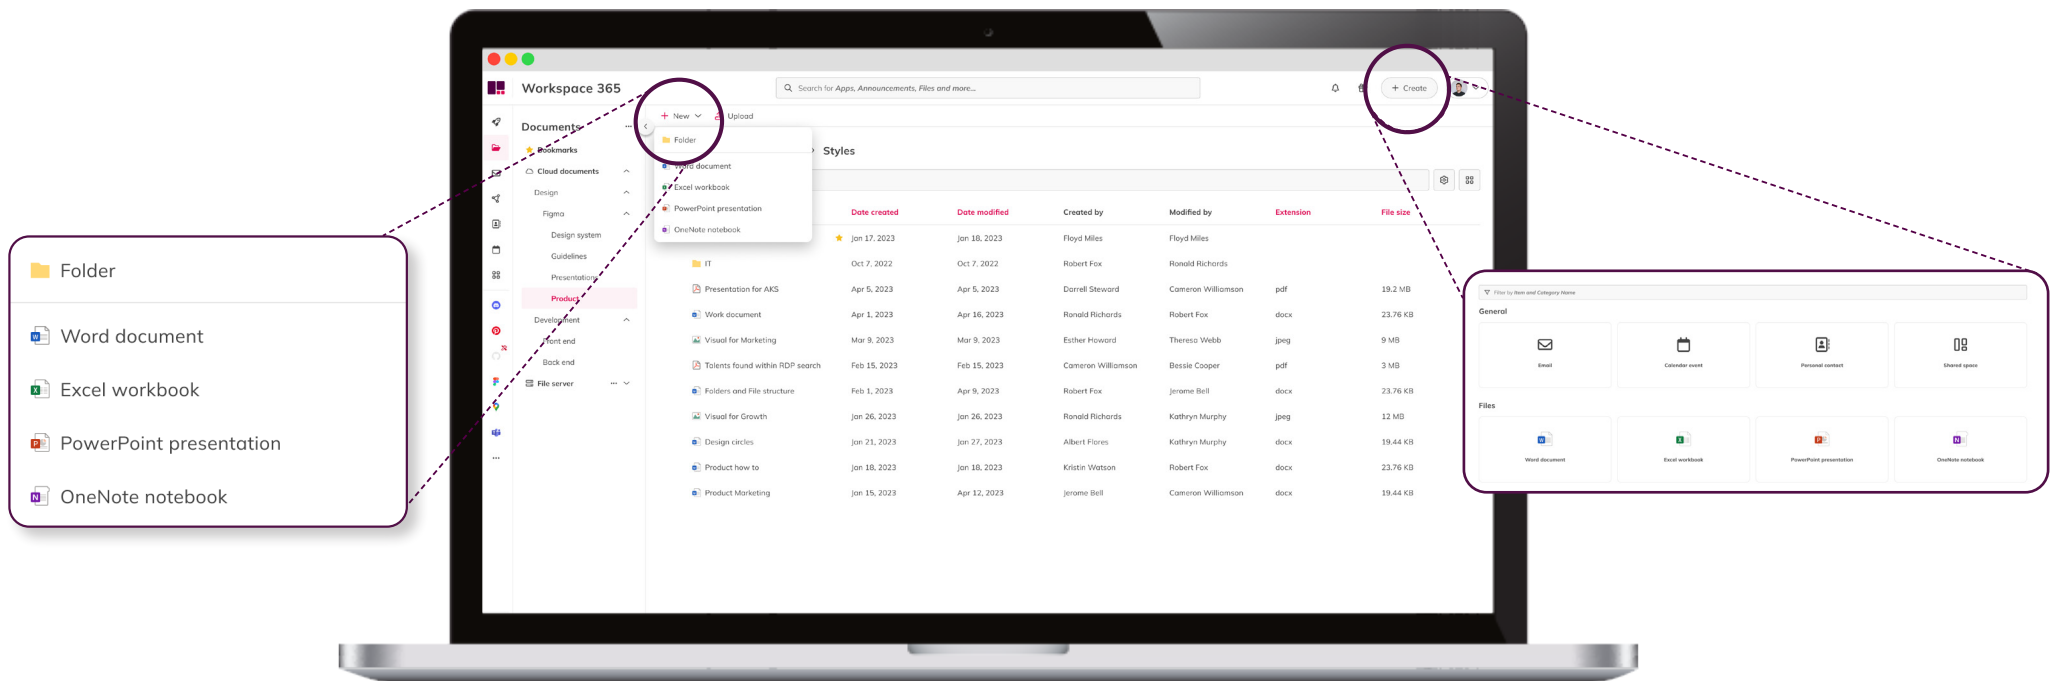 Workspace 365
Search for Apps, Announcements, Files and more...
+ Create
Documents
...
+ New
Upload
Bookmarks
Cloud documents
Design
Figma
Design system
Guidelines
Presentations
Product
Development
Front end
Back end
File server
...
Folder
Word document
Excel workbook
PowerPoint presentation
OneNote notebook
> Styles
Date created Date modified Created by Modified by Extension File size
Jan 17, 2023 Jan 18, 2023 Floyd Miles Floyd Miles
IT Oct 7, 2022 Oct 7, 2022 Robert Fox Ronald Richards
Presentation for AKS Apr 5, 2023 Apr 5, 2023 Darrell Steward Cameron Williamson pdf 19.2 MB
Work document Apr 1, 2023 Apr 16, 2023 Ronald Richards Robert Fox docx 23.76 KB
Visual for Marketing Mar 9, 2023 Mar 9, 2023 Esther Howard Theresa Webb jpeg 9 MB
Talents found within RDP search Feb 15, 2023 Feb 15, 2023 Cameron Williamson Bessie Cooper pdf 3 MB
Folders and File structure Feb 1, 2023 Apr 9, 2023 Robert Fox Jerome Bell docx 23.76 KB
Visual for Growth Jan 26, 2023 Jan 26, 2023 Ronald Richards Kathryn Murphy jpeg 12 MB
Design circles Jan 21, 2023 Jan 27, 2023 Albert Flores Kathryn Murphy docx 19.44 KB
Product how to Jan 18, 2023 Jan 18, 2023 Kristin Watson Robert Fox docx 23.76 KB
Product Marketing Jan 15, 2023 Apr 12, 2023 Jerome Bell Cameron Williamson docx 19.44 KB
Folder
Word document
Excel workbook
PowerPoint presentation
OneNote notebook
Filter by Item and Category Name
General
Email Calendar event Personal contact Shared space
Files
Word document Excel workbook PowerPoint presentation OneNote notebook